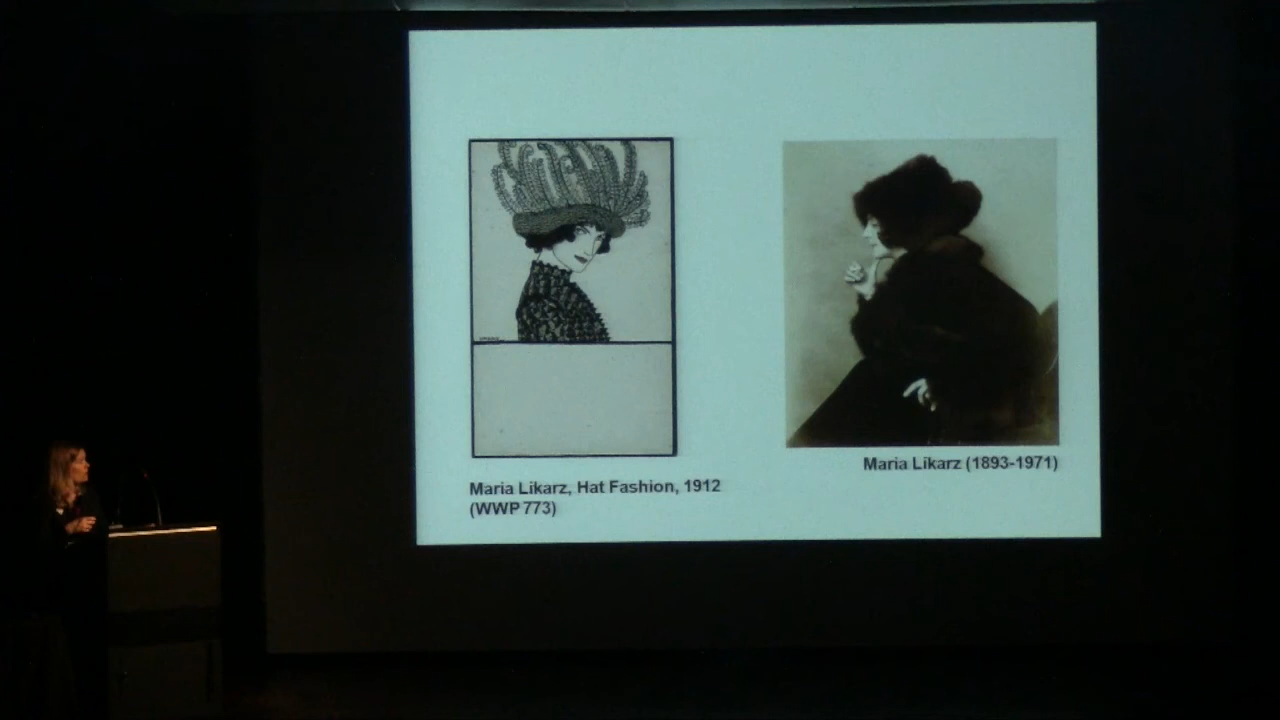 Maria Likarz, Hat Fashion, 1912
(WWP 773)
Maria Likarz (1893-1971)